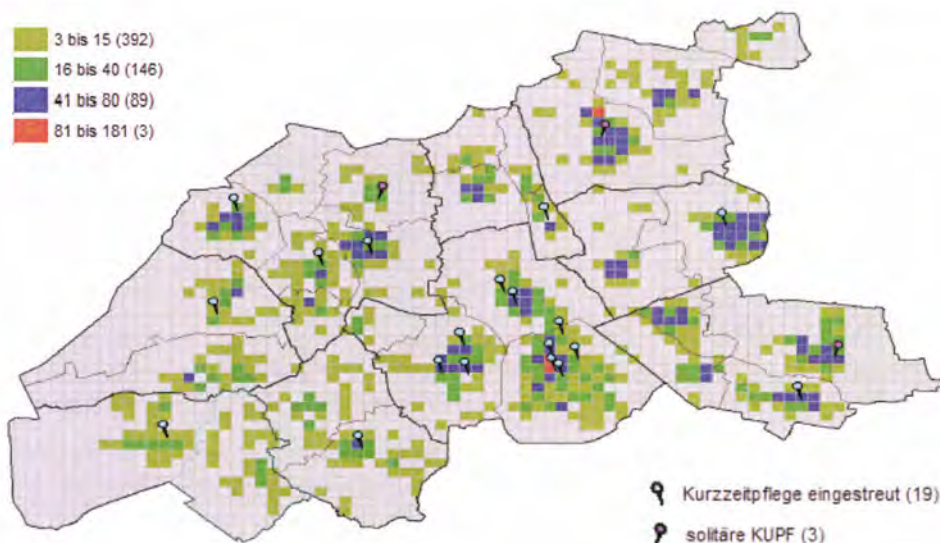 3 bis 15 (392)
16 bis 40 (146)
41 bis 80 (89)
81 bis 181 (3)
Kurzzeitpflege eingestreut (19)
solitäre KUPF (3)